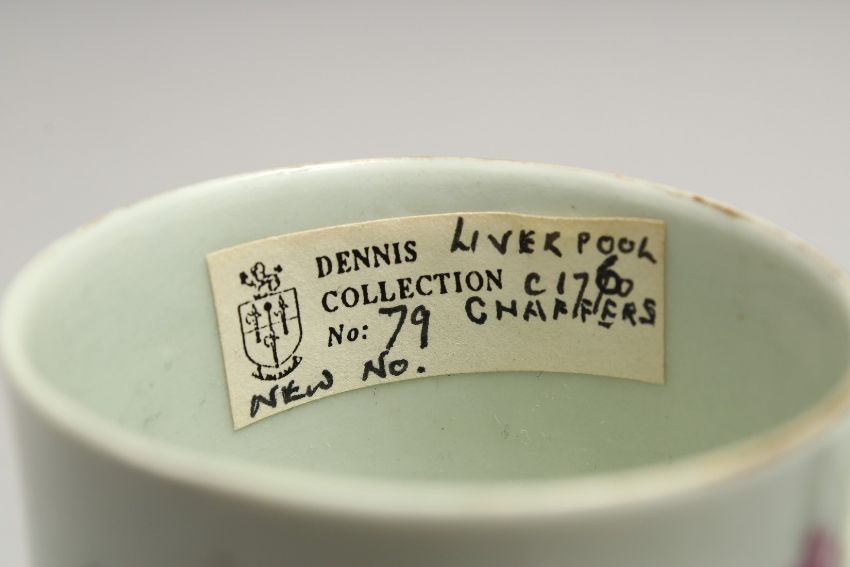 DENNIS LIVERPOOL
COLLECTION C1760
No: 79 CHAFFERS
NEW NO.